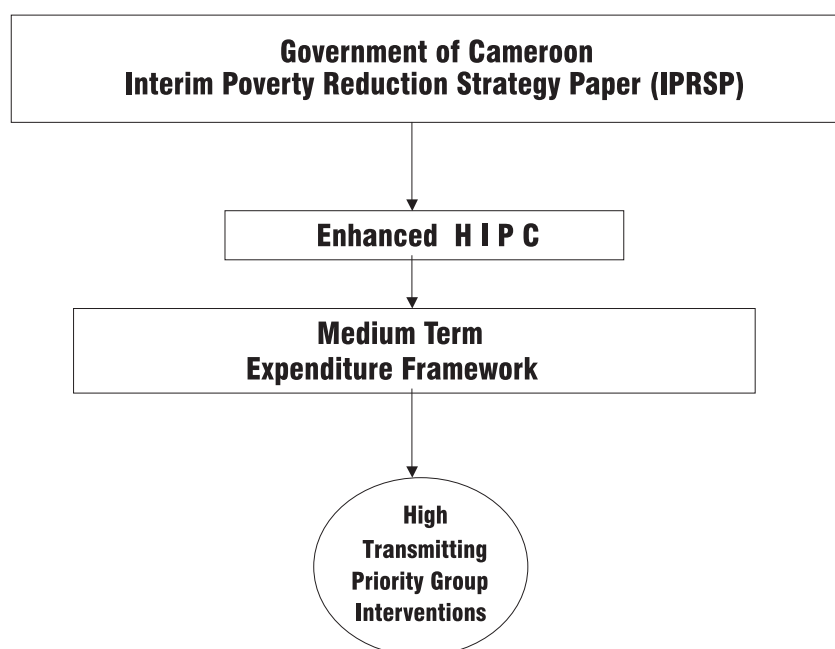 Government of Cameroon
Interim Poverty Reduction Strategy Paper (IPRSP)
Enhanced H I P C
Medium Term
Expenditure Framework
High
Transmitting
Priority Group
Interventions